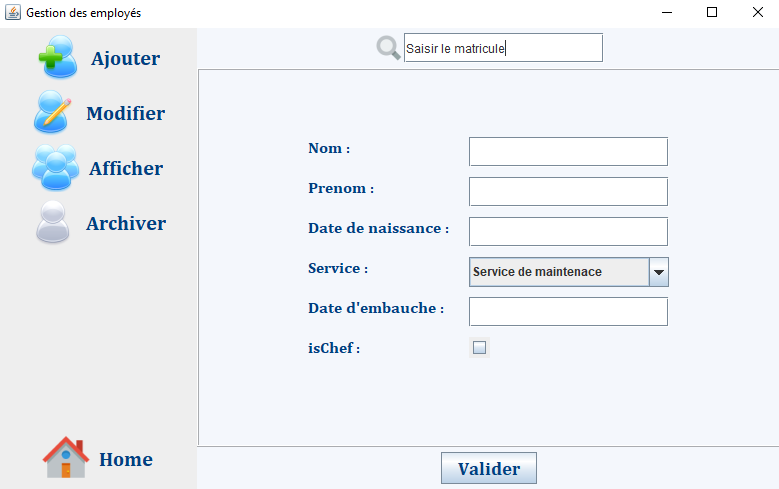 Gestion des employés
Ajouter
Modifier
Afficher
Archiver
Home
Saisir le matricule
Nom :
Prenom :
Date de naissance :
Service :
Service de maintenace
Date d'embauche :
isChef :
Valider